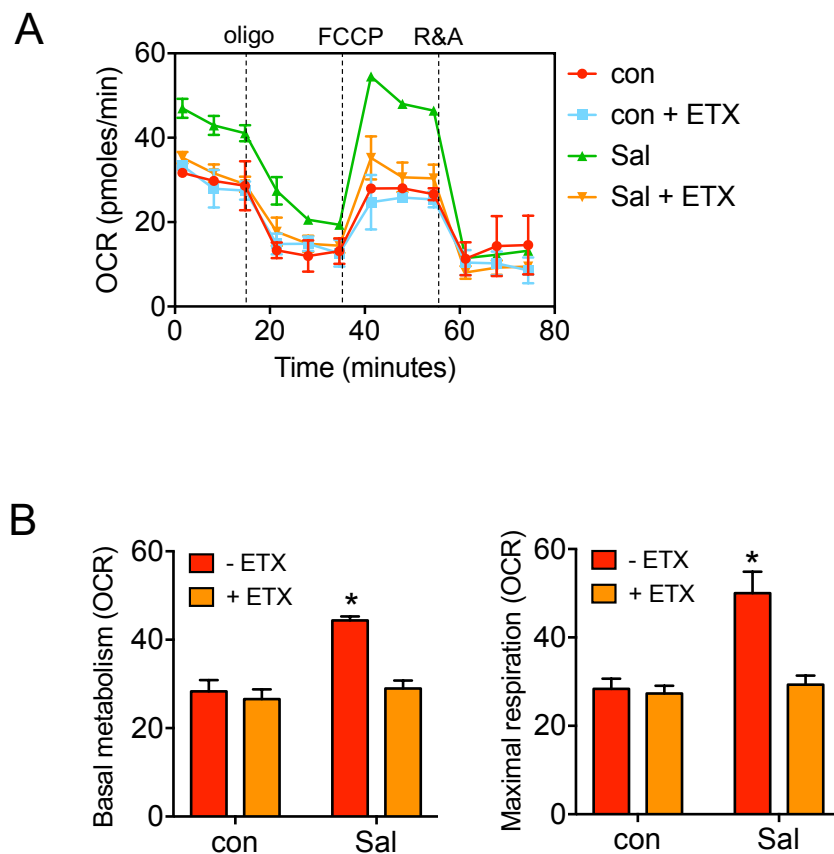 A
oligo FCCP R&A
60
40
20
0
OCR (pmoles/min)
0 20 40 60 80
Time (minutes)
con
con + ETX
Sal
Sal + ETX
B
Basal metabolism (OCR)
60
40
20
0
- ETX
+ ETX
*
con Sal
Maximal respiration (OCR)
60
40
20
0
- ETX
+ ETX
*
con Sal